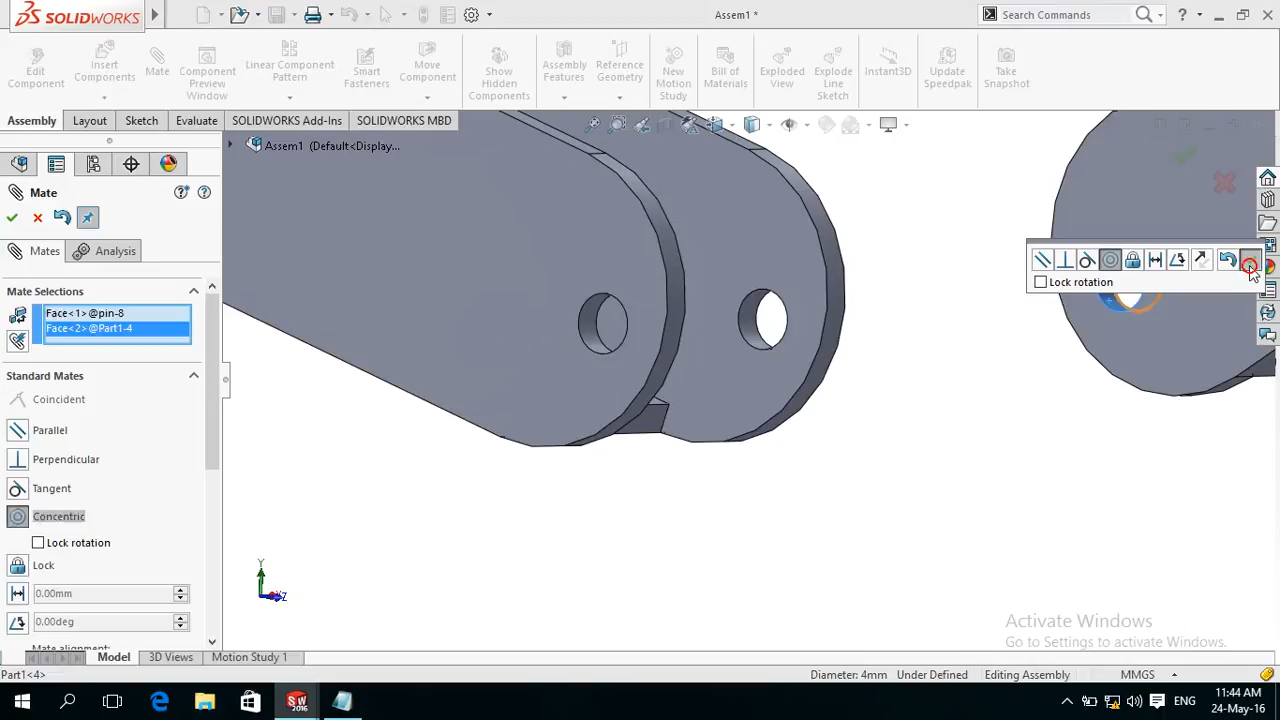 SOLIDWORKS
Assem1 *
Search Commands
Edit Component
Insert Components
Mate
Component Preview Window
Linear Component Pattern
Smart Fasteners
Move Component
Show Hidden Components
Assembly Features
Reference Geometry
New Motion Study
Bill of Materials
Exploded View
Explode Line Sketch
Instant3D
Update Speedpak
Take Snapshot
Assembly
Layout
Sketch
Evaluate
SOLIDWORKS Add-Ins
SOLIDWORKS MBD
Assem1 (Default<Display...
Mate
Mates
Analysis
Mate Selections
Face<1>@pin-8
Face<2>@Part1-4
Standard Mates
Coincident
Parallel
Perpendicular
Tangent
Concentric
Lock rotation
Lock
0.00mm
0.00deg
Mate alignment:
Lock rotation
Y
Z
Activate Windows
Go to Settings to activate Windows.
Model
3D Views
Motion Study 1
Part1<4>
Diameter: 4mm
Under Defined
Editing Assembly
MMGS
SW
2016
ENG
11:44 AM
24-May-16